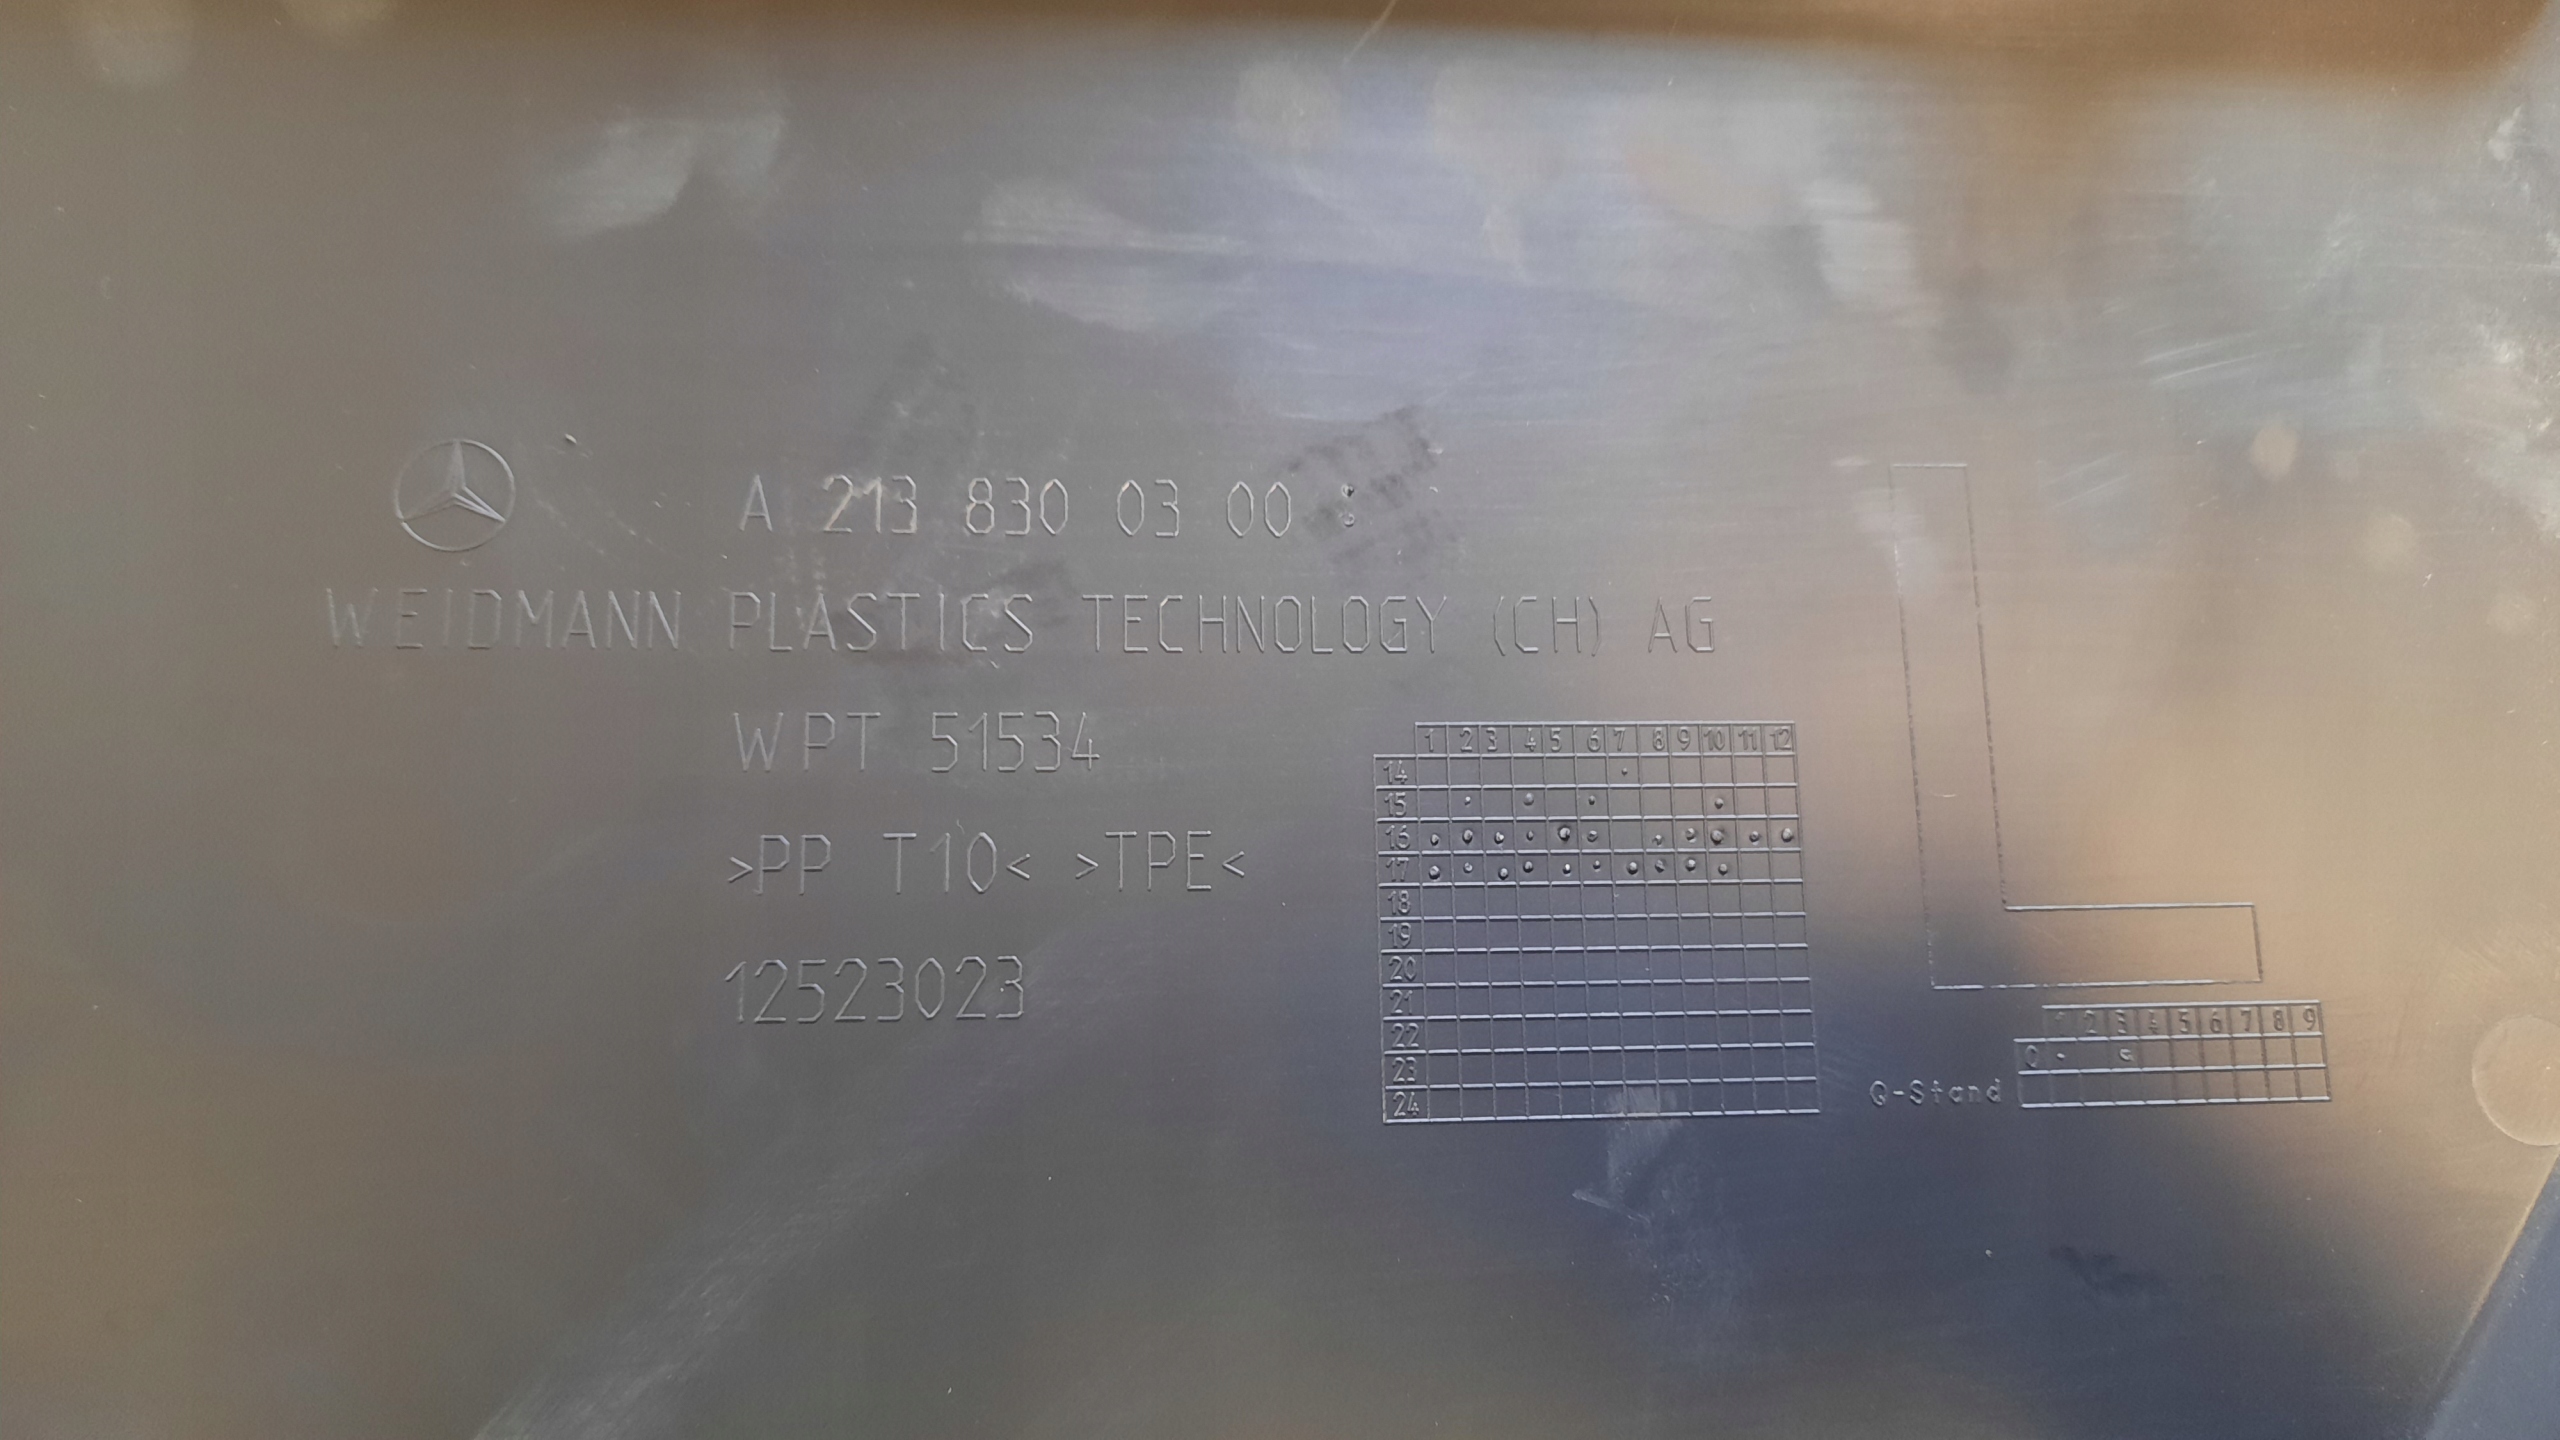 A 213 830 03 00
WEIDMANN PLASTICS TECHNOLOGY (CH) AG
WPT 51534
>PP T10< >TPE<
12523023
1 2 3 4 5 6 7 8 9 10 11 12
14
15
16
17
18
19
20
21
22
23
24
1 2 3 4 5 6 7 8 9
0
Q-Stand